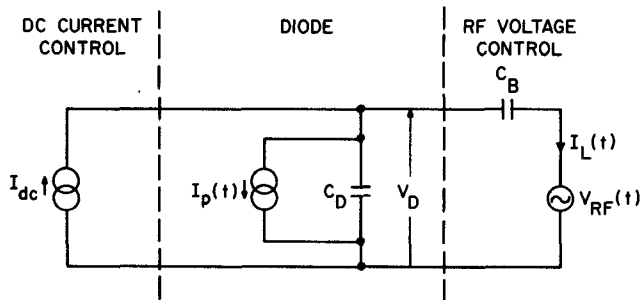 DC CURRENT
CONTROL
DIODE
RF VOLTAGE
CONTROL
C_B
I_L(t)
I_dc
I_p(t)
C_D
V_D
V_RF(t)